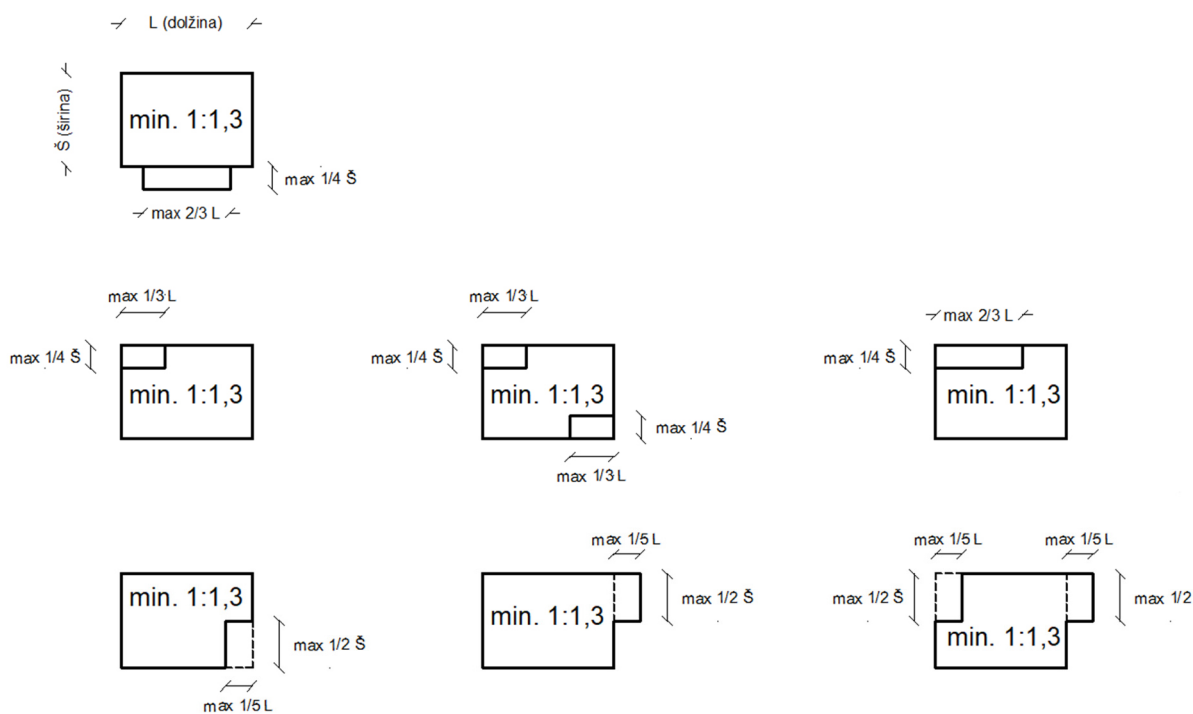 L (dolžina)
Š (širina)
min. 1:1,3
max 1/4 Š
max 2/3 L
max 1/3 L
max 1/4 Š
min. 1:1,3
max 1/3 L
max 1/4 Š
min. 1:1,3
max 1/4 Š
max 1/3 L
max 2/3 L
max 1/4 Š
min. 1:1,3
min. 1:1,3
max 1/2 Š
max 1/5 L
max 1/5 L
min. 1:1,3
max 1/2 Š
max 1/5 L
max 1/5 L
max 1/2 Š
max 1/2
min. 1:1,3